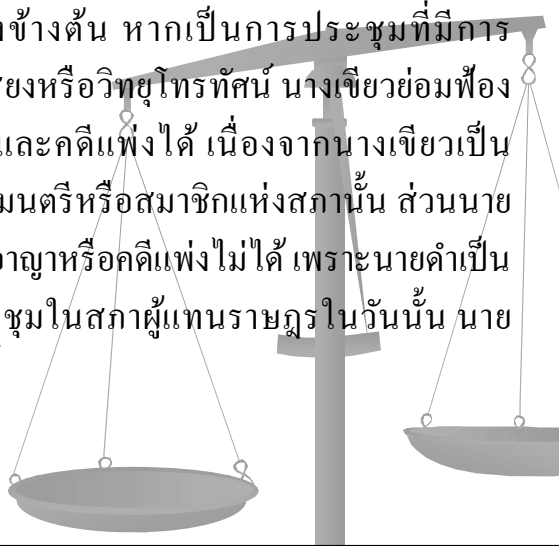 ข้างต้น หากเป็นการประชุมที่มีการ
สียงหรือวิทยุโทรทัศน์ นางเขียวย่อมฟ้อง
และคดีแพ่งได้ เนื่องจากนางเขียวเป็น
มนตรีหรือสมาชิกแห่งสภานั้น ส่วนนาย
อาญาหรือคดีแพ่งไม่ได้ เพราะนายดำเป็น
ชุมในสภาผู้แทนราษฎรในวันนั้น นาย